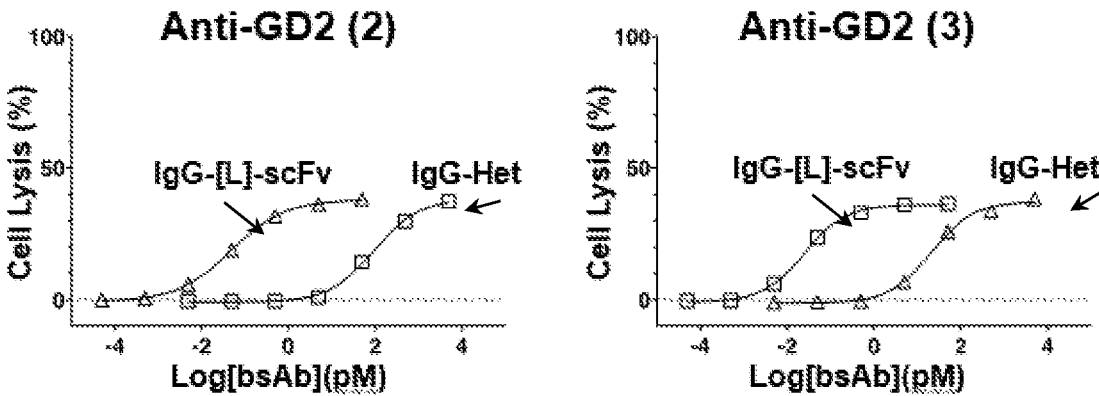 Anti-GD2 (2)
100
50
0
Cell Lysis (%)
IgG-[L]-scFv
IgG-Het
-4
-2
0
2
4
Log[bsAb](pM)
Anti-GD2 (3)
100
50
0
Cell Lysis (%)
IgG-[L]-scFv
IgG-Het
-4
-2
0
2
4
Log[bsAb](pM)